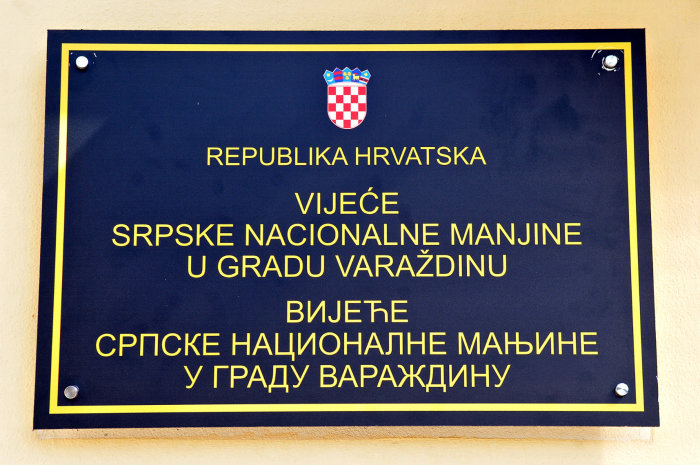 REPUBLIKA HRVATSKA
VIJEĆE
SRPSKE NACIONALNE MANJINE
U GRADU VARAŽDINU
ВИЈЕЋЕ
СРПСКЕ НАЦИОНАЛНЕ МАЊИНЕ
У ГРАДУ ВАРАЖДИНУ